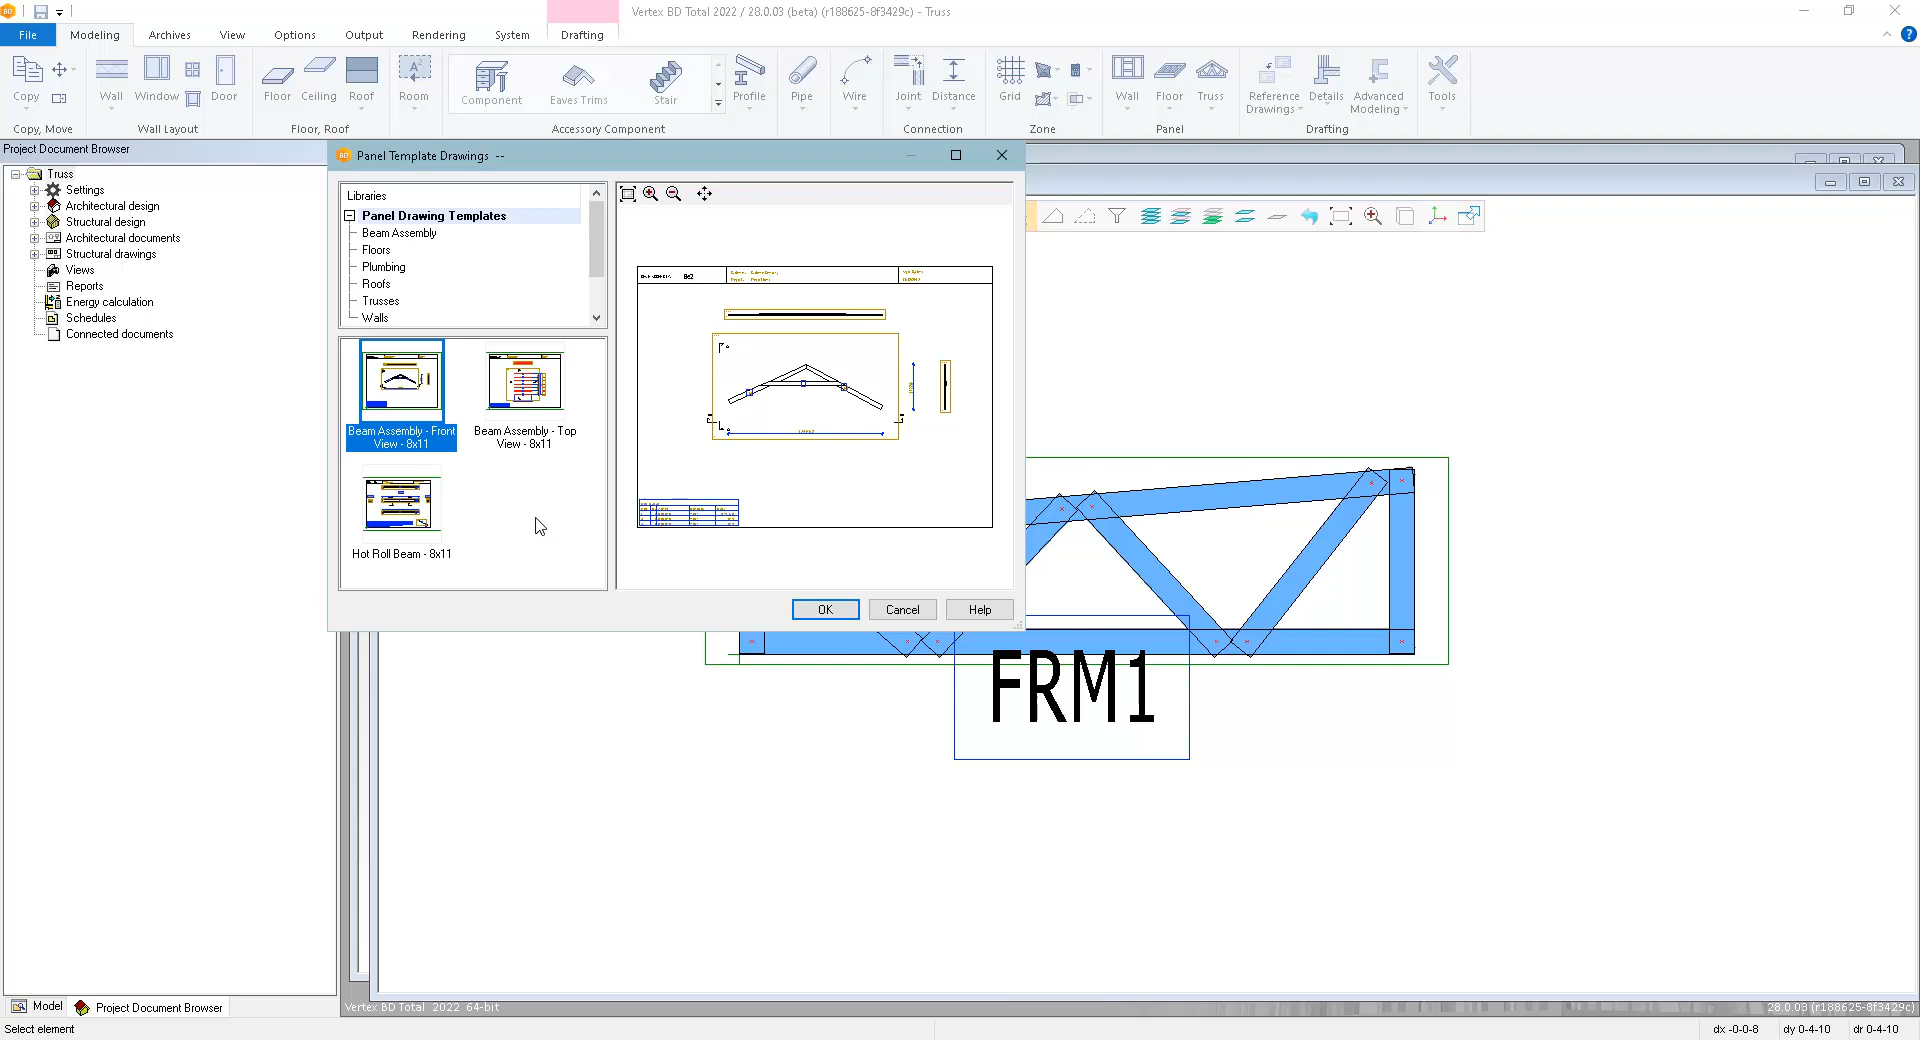 BD
Vertex BD Total 2022 / 28.0.03 (beta) (r188625-8f3429c) - Truss
File Modeling Archives View Options Output Rendering System Drafting
Copy Wall Window Door Floor Ceiling Roof Room Component Eaves Trims Stair Profile Pipe Wire Joint Distance Grid Wall Floor Truss Reference Drawings Details Advanced Modeling Tools
Copy, Move Wall Layout Floor, Roof Accessory Component Connection Zone Panel Drafting
Project Document Browser
Truss
Settings
Architectural design
Structural design
Architectural documents
Structural drawings
Views
Reports
Energy calculation
Schedules
Connected documents
BD Panel Template Drawings --
Libraries
Panel Drawing Templates
Beam Assembly
Floors
Plumbing
Roofs
Trusses
Walls
Beam Assembly - Front
View - 8x11
Beam Assembly - Top
View - 8x11
Hot Roll Beam - 8x11
OK Cancel Help
FRM1
Model Project Document Browser
Vertex BD Total 2022 64-bit
28.0.03 (r188625-8f3429c)
Select element
dx -0-0-8 dy 0-4-10 dr 0-4-10